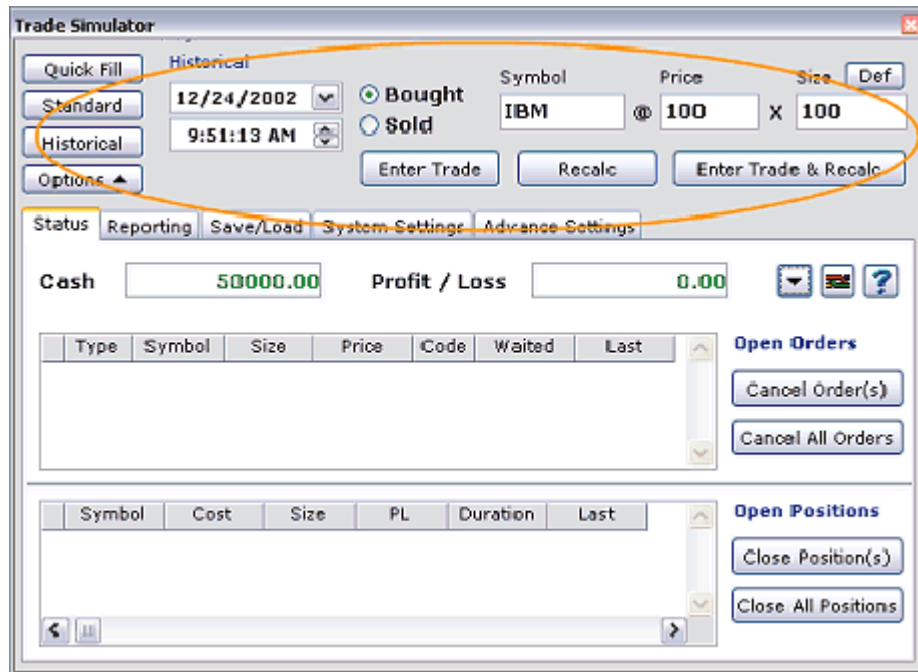 Trade Simulator
Quick Fill
Standard
Historical
Options
Historical
12/24/2002
9:51:13 AM
Bought
Sold
Symbol Price Size Def
IBM @ 100 x 100
Enter Trade Recalc Enter Trade & Recalc
Status Reporting Save/Load System Settings Advance Settings
Cash 50000.00 Profit / Loss 0.00 ?
Type Symbol Size Price Code Waited Last
Open Orders
Cancel Order(s)
Cancel All Orders
Symbol Cost Size PL Duration Last
Open Positions
Close Position(s)
Close All Positions